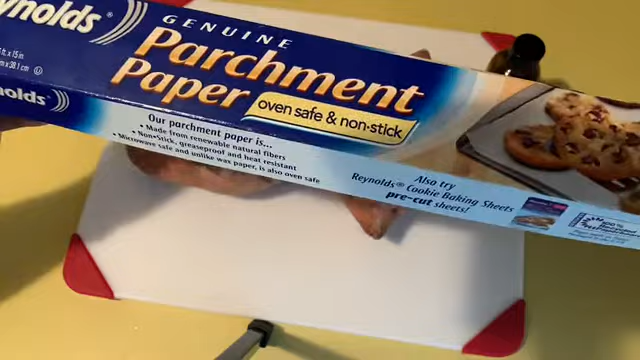 ynolds®
GENUINE
Parchment
Paper
oven safe & non-stick
nolds
Our parchment paper is...
• Made from renewable natural fibers
• Non-Stick, greaseproof and heat resistant
• Microwave safe and unlike wax paper, is also oven safe
Also try
Reynolds® Cookie Baking Sheets
pre-cut sheets!